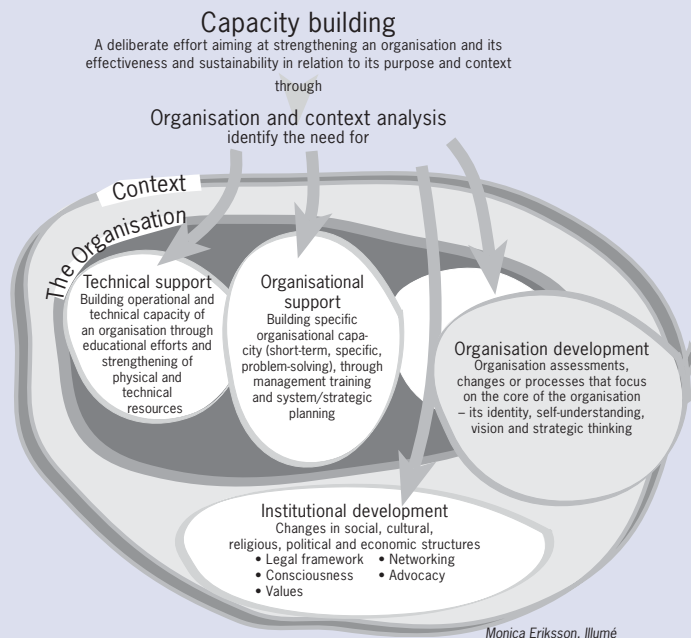 Capacity building
A deliberate effort aiming at strengthening an organisation and its
effectiveness and sustainability in relation to its purpose and context
through
Organisation and context analysis
identify the need for
Context
The Organisation
Technical support
Building operational and
technical capacity of
an organisation through
educational efforts and
strengthening of
physical and
technical
resources
Organisational
support
Building specific
organisational capa-
city (short-term, specific,
problem-solving), through
management training
and system/strategic
planning
Organisation development
Organisation assessments,
changes or processes that focus
on the core of the organisation
– its identity, self-understanding,
vision and strategic thinking
Institutional development
Changes in social, cultural,
religious, political and economic structures
• Legal framework • Networking
• Consciousness • Advocacy
• Values
Monica Eriksson, Illumé